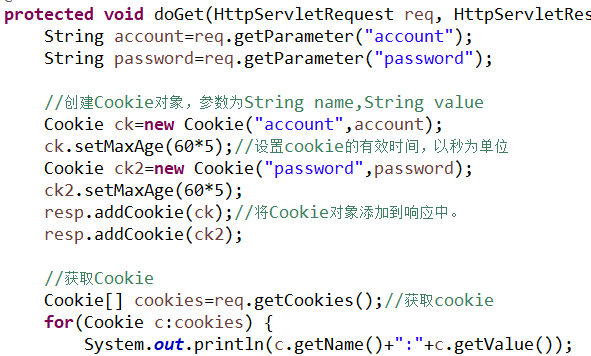 protected void doGet(HttpServletRequest req, HttpServletRes
String account=req.getParameter("account");
String password=req.getParameter("password");
//创建Cookie对象，参数为String name,String value
Cookie ck=new Cookie("account",account);
ck.setMaxAge(60*5);//设置cookie的有效时间，以秒为单位
Cookie ck2=new Cookie("password",password);
ck2.setMaxAge(60*5);
resp.addCookie(ck);//将Cookie对象添加到响应中。
resp.addCookie(ck2);
//获取Cookie
Cookie[] cookies=req.getCookies();//获取cookie
for(Cookie c:cookies) {
System.out.println(c.getName()+":"+c.getValue());